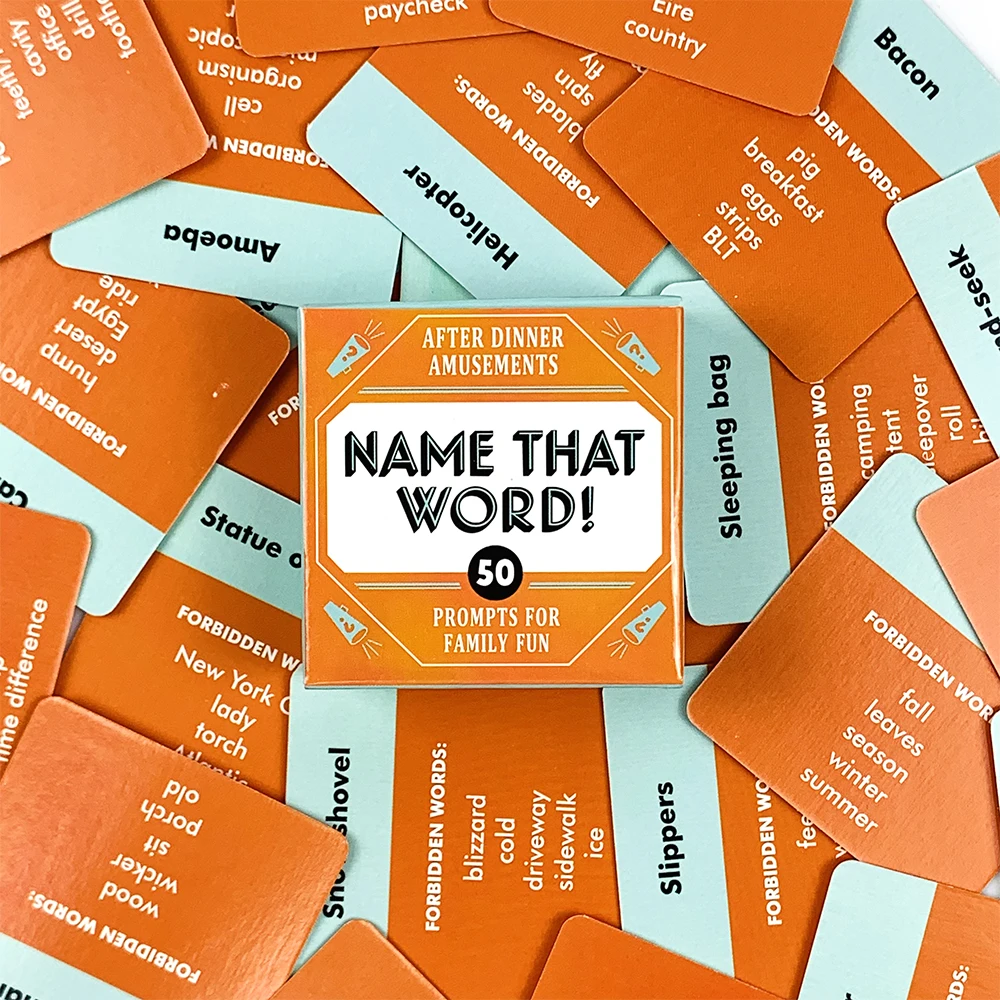 AFTER DINNER
AMUSEMENTS
NAME THAT
WORD!
50
PROMPTS FOR
FAMILY FUN
cavity
office
drill
organism
cell
FORBIDDEN
Amoeba
paycheck
Eire
country
Helicopter
FORBIDDEN WORDS:
blades
spin
fly
Bacon
WORDS:
pig
breakfast
eggs
strips
BLT
FORBIDDEN
hump
desert
Egypt
ride
Statue
FORBIDDEN WORDS
New York
lady
torch
Sleeping bag
FORBIDDEN
camping
tent
roll
FORBIDDEN
fall
leaves
season
winter
summer
time difference
FORBIDDEN WORDS:
wood
wicker
sit
porch
old
shovel
FORBIDDEN WORDS:
blizzard
cold
driveway
sidewalk
ice
Slippers
FORBIDDEN